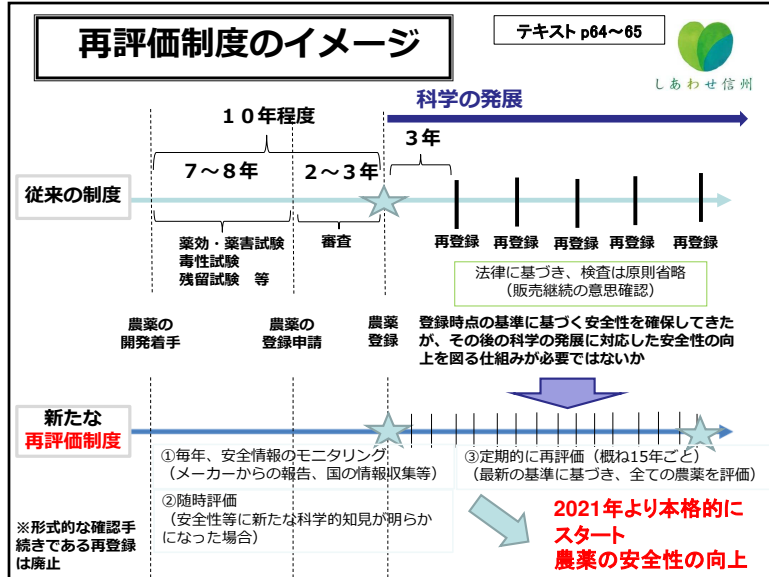 再評価制度のイメージ
テキスト p64～65
しあわせ信州
科学の発展
１０年程度
３年
７～８年
２～３年
従来の制度
薬効・薬害試験
毒性試験
残留試験　等
審査
再登録
再登録
再登録
再登録
再登録
法律に基づき、検査は原則省略
（販売継続の意思確認）
農薬の
開発着手
農薬の
登録申請
農薬
登録
登録時点の基準に基づく安全性を確保してきた
が、その後の科学の発展に対応した安全性の向
上を図る仕組みが必要ではないか
新たな
再評価制度
①毎年、安全情報のモニタリング
（メーカーからの報告、国の情報収集等）
②随時評価
（安全性等に新たな科学的知見が明らか
になった場合）
③定期的に再評価（概ね15年ごと）
（最新の基準に基づき、全ての農薬を評価）
※形式的な確認手
続きである再登録
は廃止
2021年より本格的に
スタート
農薬の安全性の向上